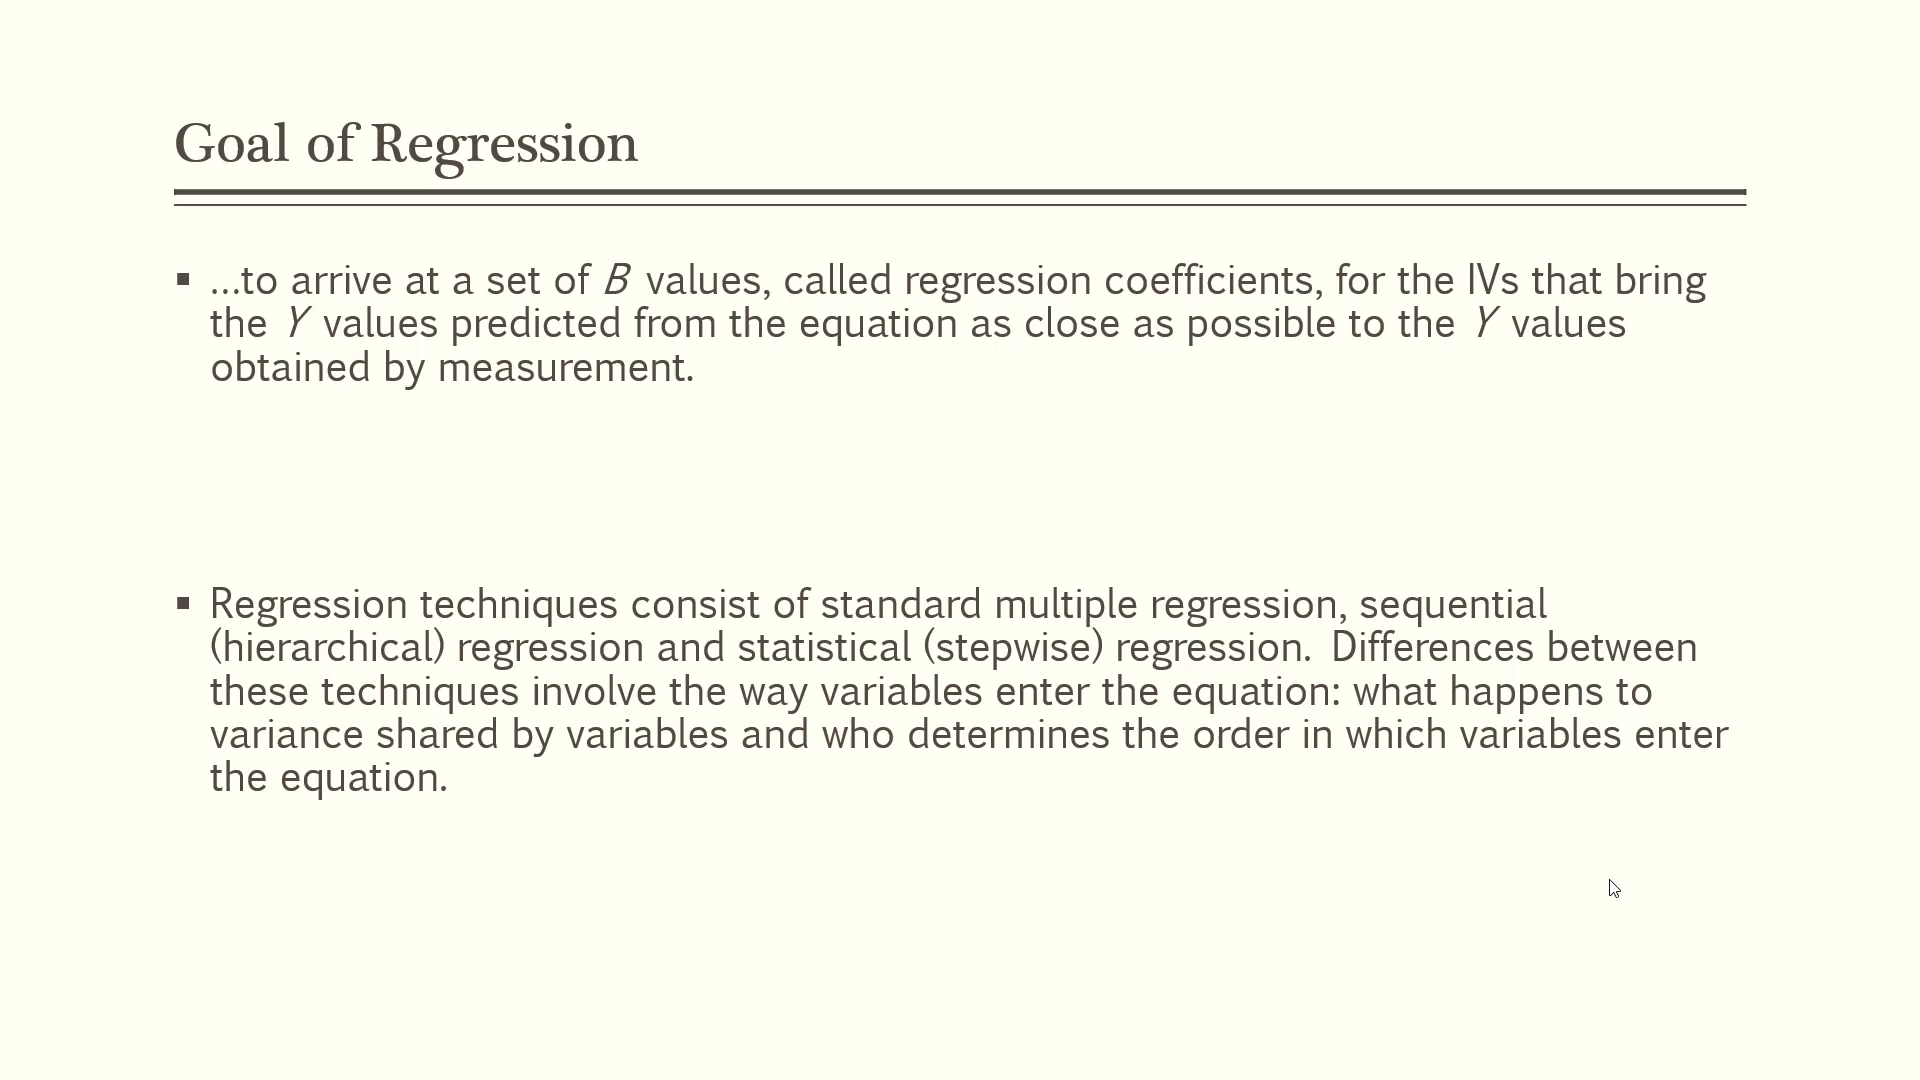 Goal of Regression
▪ …to arrive at a set of B values, called regression coefficients, for the IVs that bring
the Y values predicted from the equation as close as possible to the Y values
obtained by measurement.
▪ Regression techniques consist of standard multiple regression, sequential
(hierarchical) regression and statistical (stepwise) regression. Differences between
these techniques involve the way variables enter the equation: what happens to
variance shared by variables and who determines the order in which variables enter
the equation.